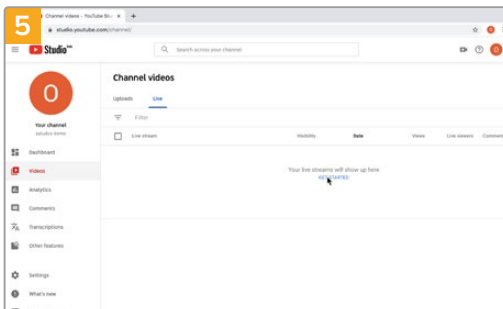 5
Channel videos - YouTube Stu
studio.youtube.com/channel/
Studio
Search across your channel
O
O
Your channel
Channel videos
Uploads
Live
Filter
Live stream
Visibility
Date
Views
Live viewers
Comment
Your live streams will show up here
GET STARTED
Dashboard
Videos
Analytics
Comments
Transcriptions
Other features
Settings
What's new